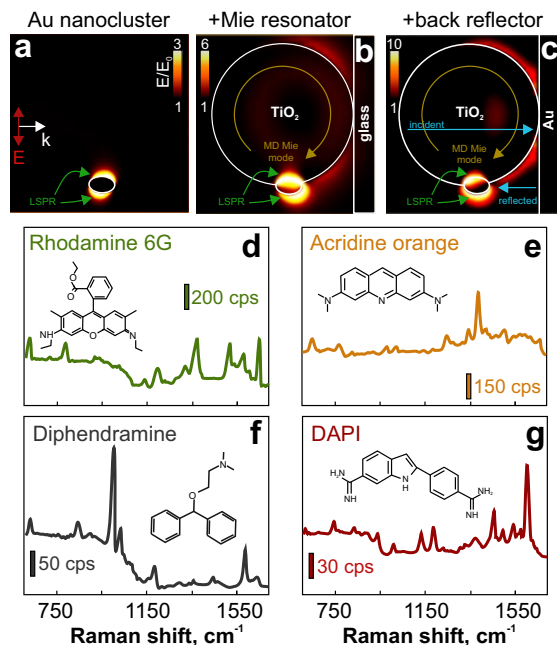 Au nanocluster
+Mie resonator
+back reflector
a
3
E/E₀
1
E
k
LSPR
6
b
1
TiO₂
MD Mie
mode
LSPR
glass
10
c
1
TiO₂
incident
MD Mie
mode
LSPR
reflected
Au
Rhodamine 6G
d
200 cps
O
O
HN
O
N
Acridine orange
e
N
N
N
150 cps
Diphendramine
f
N
O
50 cps
DAPI
g
H₂N
NH
N
H
NH₂
NH
30 cps
750
1150
1550
750
1150
1550
Raman shift, cm⁻¹
Raman shift, cm⁻¹